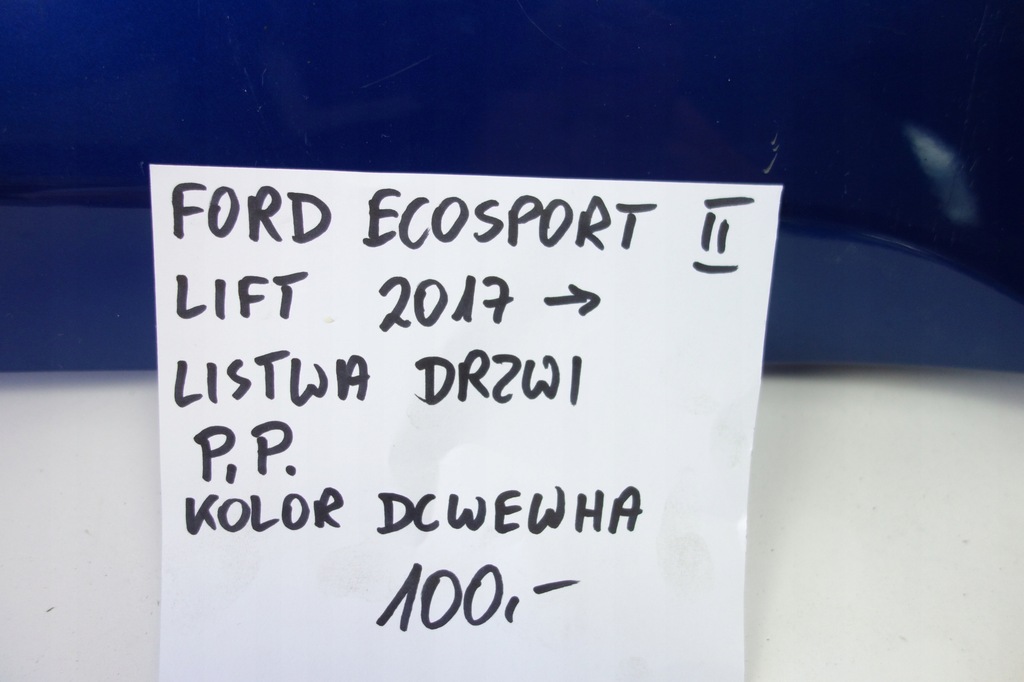 FORD ECOSPORT II
LIFT 2017 →
LISTWA DRZWI
P,P.
KOLOR DCWEWHA
100,-